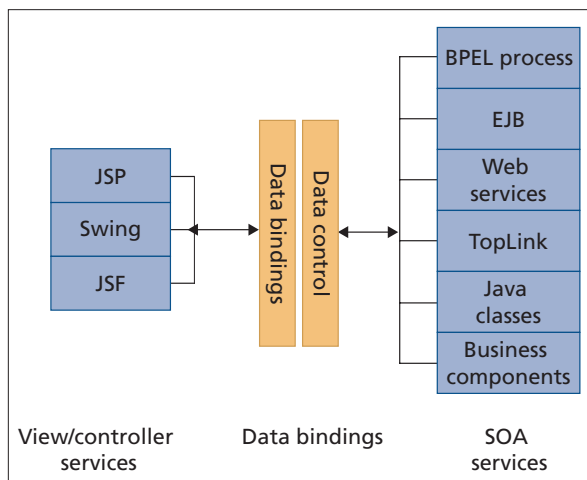 JSP
Swing
JSF
Data bindings
Data control
BPEL process
EJB
Web
services
TopLink
Java
classes
Business
components
View/controller
services
Data bindings
SOA
services